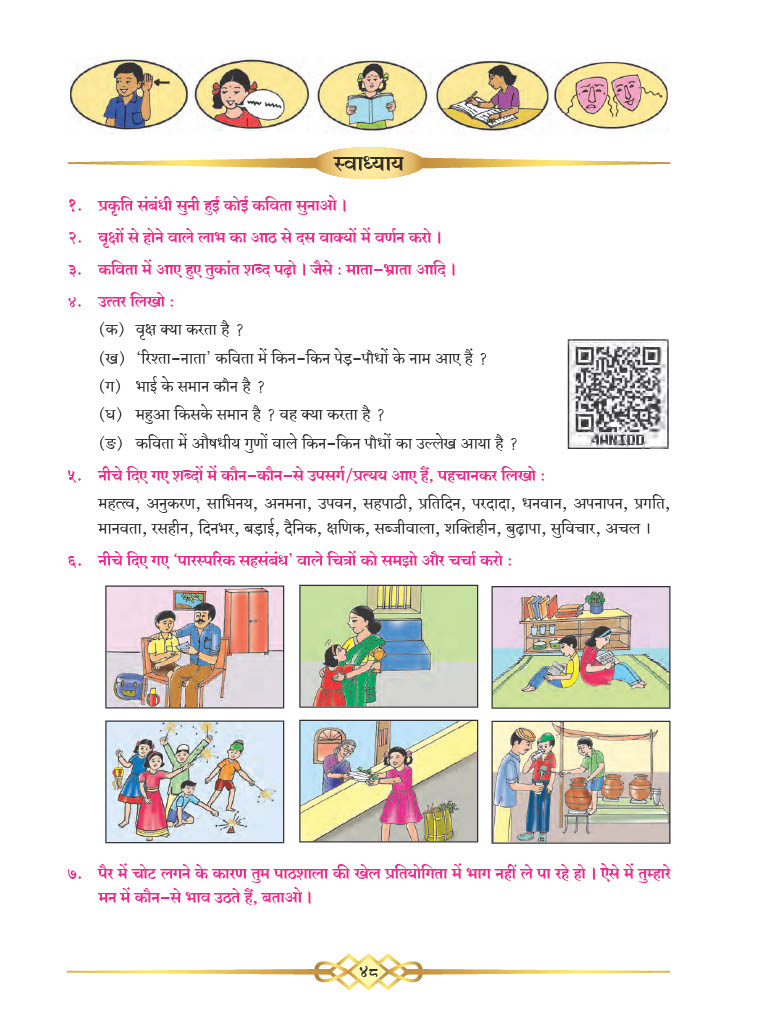 स्वाध्याय
१. प्रकृति संबंधी सुनी हुई कोई कविता सुनाओ ।
२. वृक्षों से होने वाले लाभ का आठ से दस वाक्यों में वर्णन करो ।
३. कविता में आए हुए तुकांत शब्द पढ़ो । जैसे : माता-भ्राता आदि ।
४. उत्तर लिखो :
(क) वृक्ष क्या करता है ?
(ख) ‘रिश्ता-नाता’ कविता में किन-किन पेड़-पौधों के नाम आए हैं ?
(ग) भाई के समान कौन है ?
(घ) महुआ किसके समान है ? वह क्या करता है ?
(ङ) कविता में औषधीय गुणों वाले किन-किन पौधों का उल्लेख आया है ?
4WNIDD
५. नीचे दिए गए शब्दों में कौन-कौन-से उपसर्ग/प्रत्यय आए हैं, पहचानकर लिखो :
महत्त्व, अनुकरण, साभिनय, अनमना, उपवन, सहपाठी, प्रतिदिन, परदादा, धनवान, अपनापन, प्रगति,
मानवता, रसहीन, दिनभर, बड़ाई, दैनिक, क्षणिक, सब्जीवाला, शक्तिहीन, बुढ़ापा, सुविचार, अचल ।
६. नीचे दिए गए ‘पारस्परिक सहसंबंध’ वाले चित्रों को समझो और चर्चा करो :
७. पैर में चोट लगने के कारण तुम पाठशाला की खेल प्रतियोगिता में भाग नहीं ले पा रहे हो । ऐसे में तुम्हारे
मन में कौन-से भाव उठते हैं, बताओ ।
४८